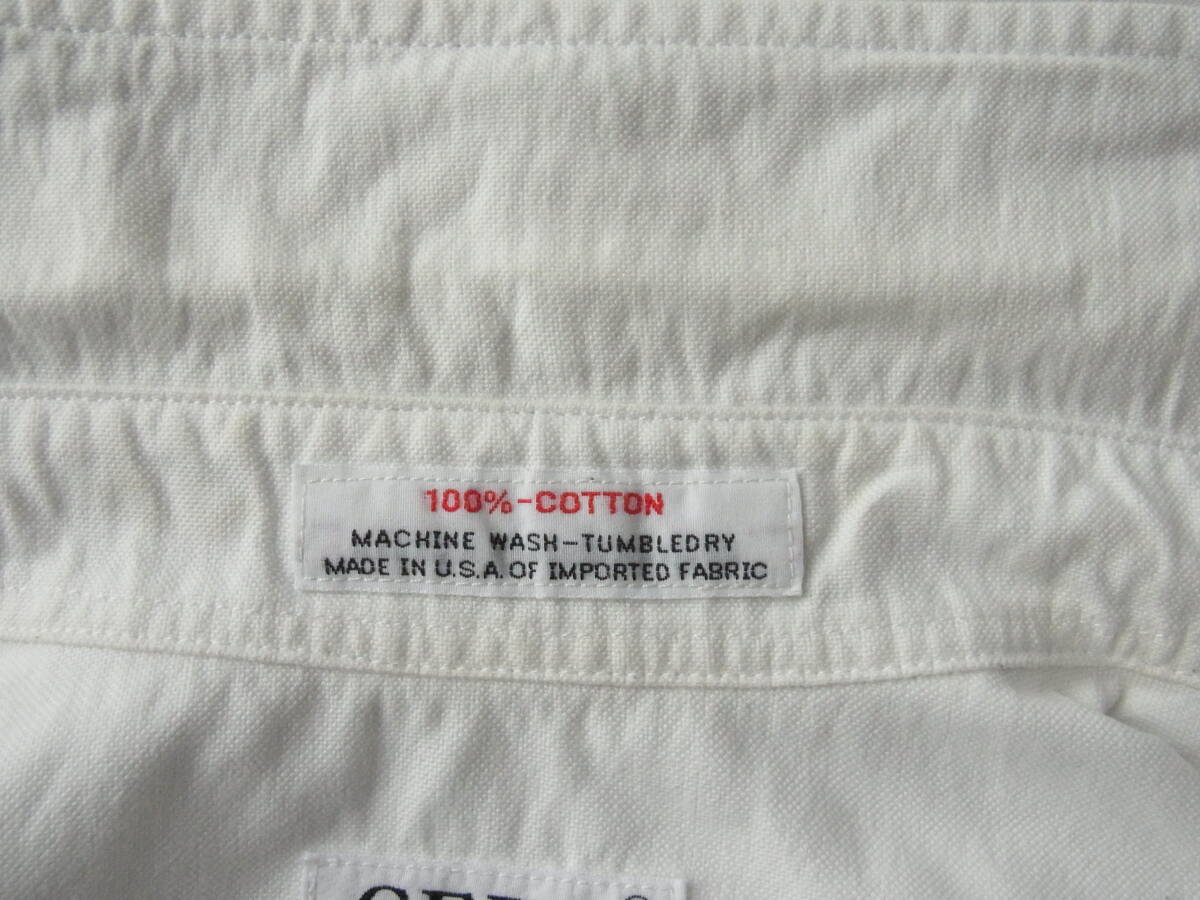 100%-COTTON
MACHINE WASH-TUMBLEDRY
MADE IN U.S.A. OF IMPORTED FABRIC